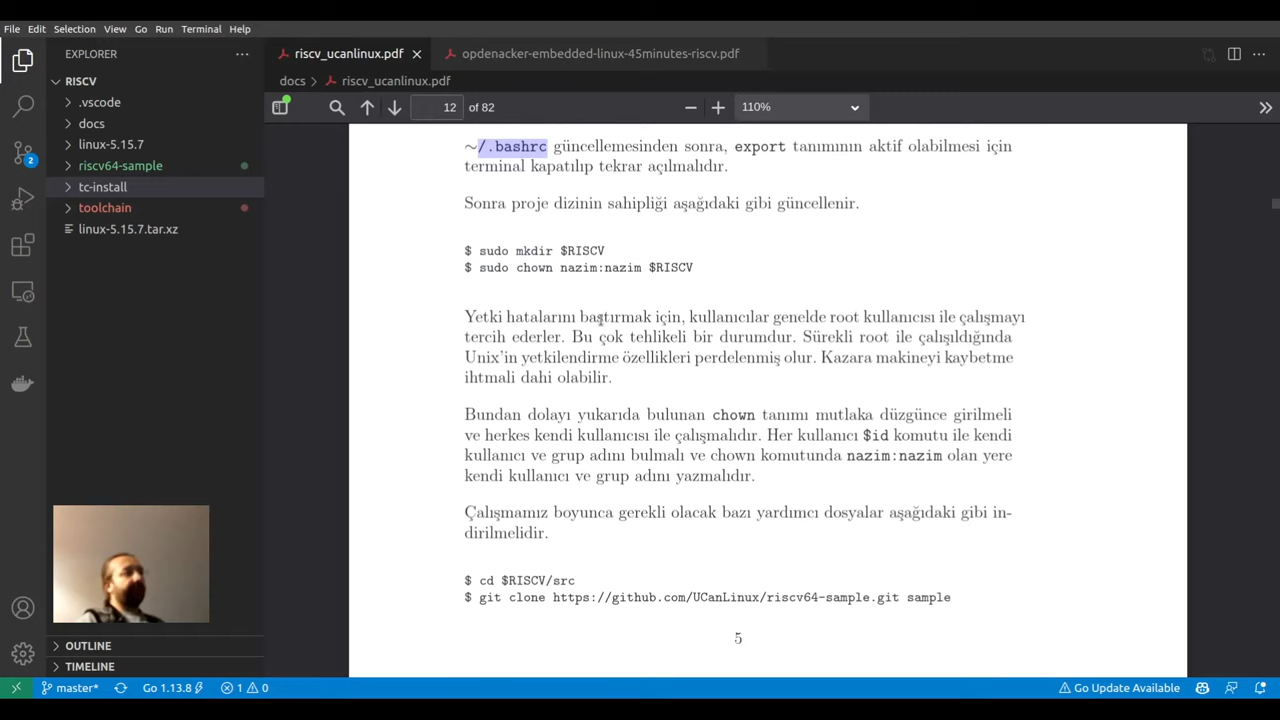 File Edit Selection View Go Run Terminal Help
EXPLORER
RISCV
.vscode
docs
linux-5.15.7
riscv64-sample
tc-install
toolchain
linux-5.15.7.tar.xz
OUTLINE
TIMELINE
2
riscv_ucanlinux.pdf
opdenacker-embedded-linux-45minutes-riscv.pdf
docs > riscv_ucanlinux.pdf
12 of 82
110%
~/.bashrc güncellemesinden sonra, export tanımının aktif olabilmesi için
terminal kapatılıp tekrar açılmalıdır.
Sonra proje dizinin sahipliği aşağıdaki gibi güncellenir.
$ sudo mkdir $RISCV
$ sudo chown nazim:nazim $RISCV
Yetki hatalarını bastırmak için, kullanıcılar genelde root kullanıcısı ile çalışmayı
tercih ederler. Bu çok tehlikeli bir durumdur. Sürekli root ile çalışıldığında
Unix'in yetkilendirme özellikleri perdelenmiş olur. Kazara makineyi kaybetme
ihtmali dahi olabilir.
Bundan dolayı yukarıda bulunan chown tanımı mutlaka düzgünce girilmeli
ve herkes kendi kullanıcısı ile çalışmalıdır. Her kullanıcı $id komutu ile kendi
kullanıcı ve grup adını bulmalı ve chown komutunda nazim:nazim olan yere
kendi kullanıcı ve grup adını yazmalıdır.
Çalışmamız boyunca gerekli olacak bazı yardımcı dosyalar aşağıdaki gibi in-
dirilmelidir.
$ cd $RISCV/src
$ git clone https://github.com/UCanLinux/riscv64-sample.git sample
5
master* Go 1.13.8 1 0 Go Update Available